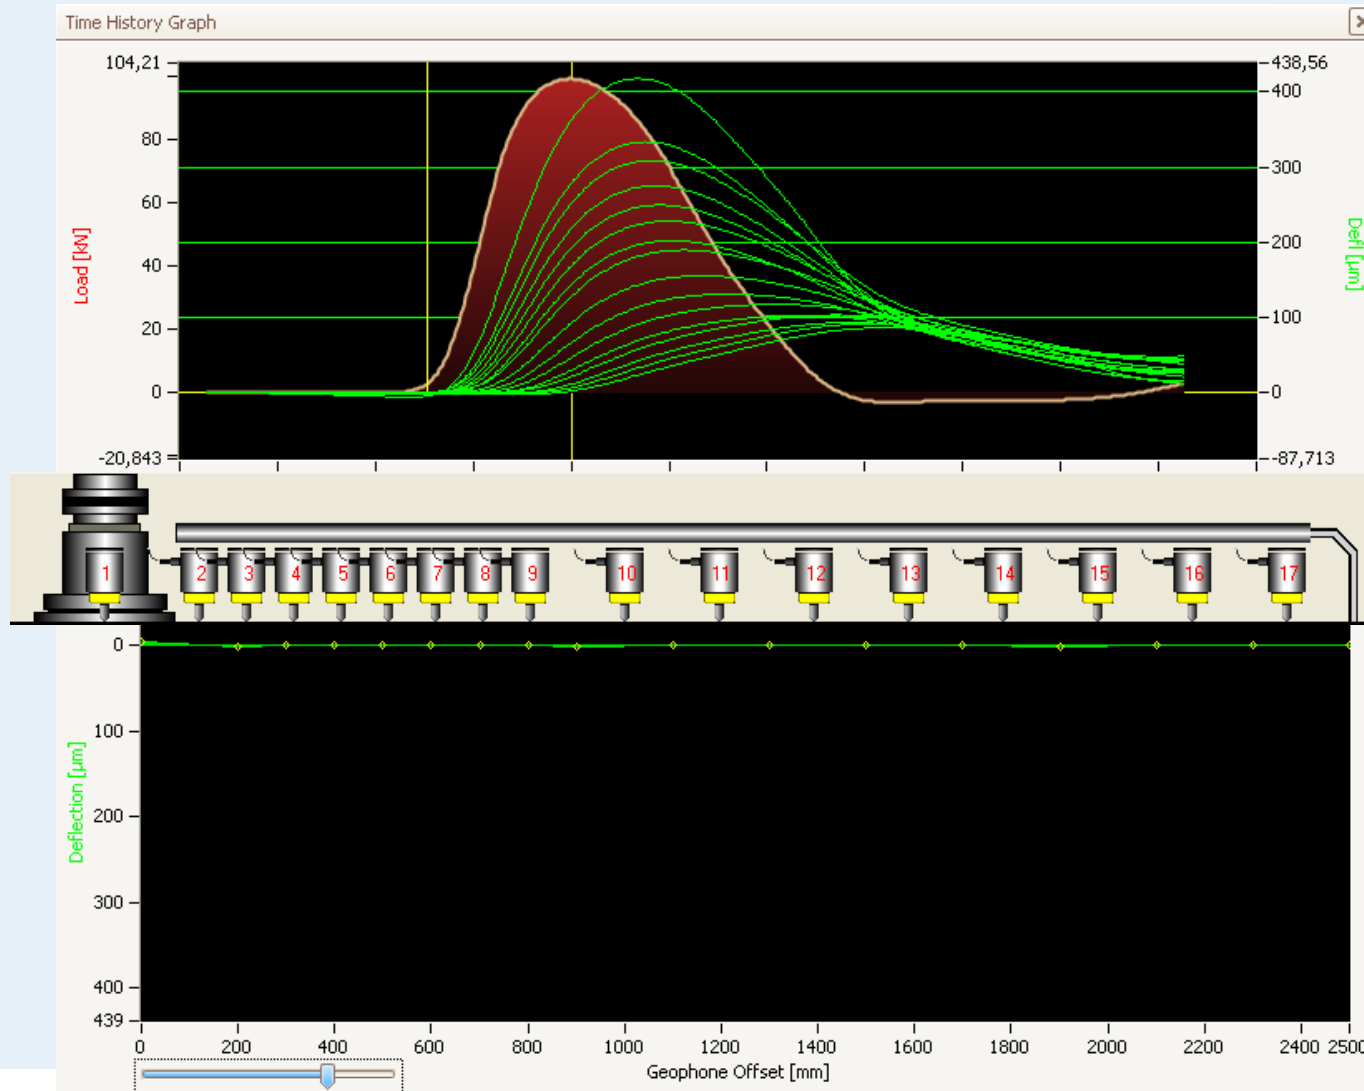 Time History Graph
104,21
438,56
400
80
300
60
200
40
100
20
0
0
-20,843
-87,713
Load [kN]
Defl [µm]
1 2 3 4 5 6 7 8 9 10 11 12 13 14 15 16 17
0
100
200
300
400
439
Deflection [µm]
0 200 400 600 800 1000 1200 1400 1600 1800 2000 2200 2400 2500
Geophone Offset [mm]